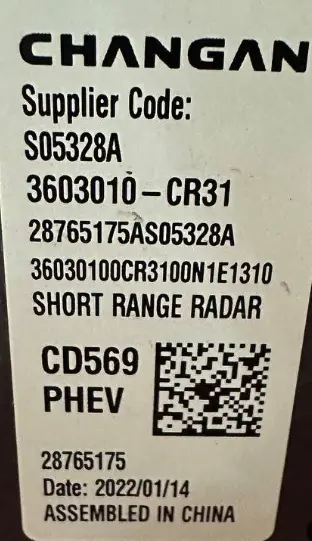 CHANGAN
Supplier Code:
S05328A
3603010-CR31
28765175AS05328A
36030100CR3100N1E1310
SHORT RANGE RADAR
CD569
PHEV
28765175
Date: 2022/01/14
ASSEMBLED IN CHINA